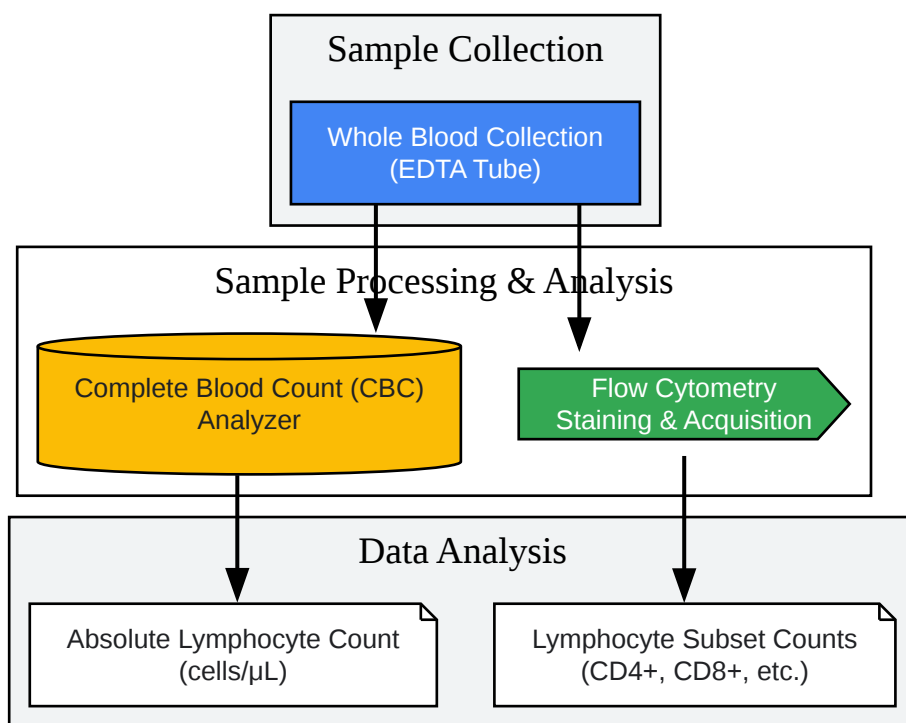 Sample Collection
Whole Blood Collection
(EDTA Tube)
Sample Processing & Analysis
Complete Blood Count (CBC)
Analyzer
Flow Cytometry
Staining & Acquisition
Data Analysis
Absolute Lymphocyte Count
(cells/μL)
Lymphocyte Subset Counts
(CD4+, CD8+, etc.)